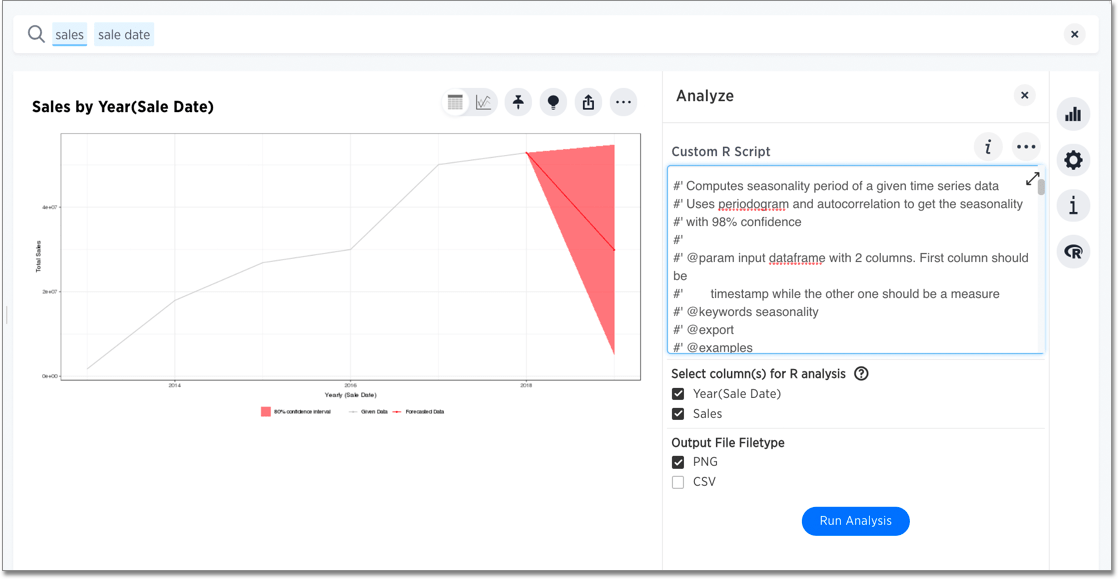 sales sale date
Sales by Year(Sale Date)
4e+07
2e+07
0e+00
Total Sales
2014 2016 2018
Yearly (Sale Date)
80% confidence interval Given Data Forecasted Data
Analyze
Custom R Script
#' Computes seasonality period of a given time series data
#' Uses periodogram and autocorrelation to get the seasonality
#' with 98% confidence
#'
#' @param input dataframe with 2 columns. First column should
be
#' timestamp while the other one should be a measure
#' @keywords seasonality
#' @export
#' @examples
Select column(s) for R analysis ?
Year(Sale Date)
Sales
Output File Filetype
PNG
CSV
Run Analysis
i
i
R